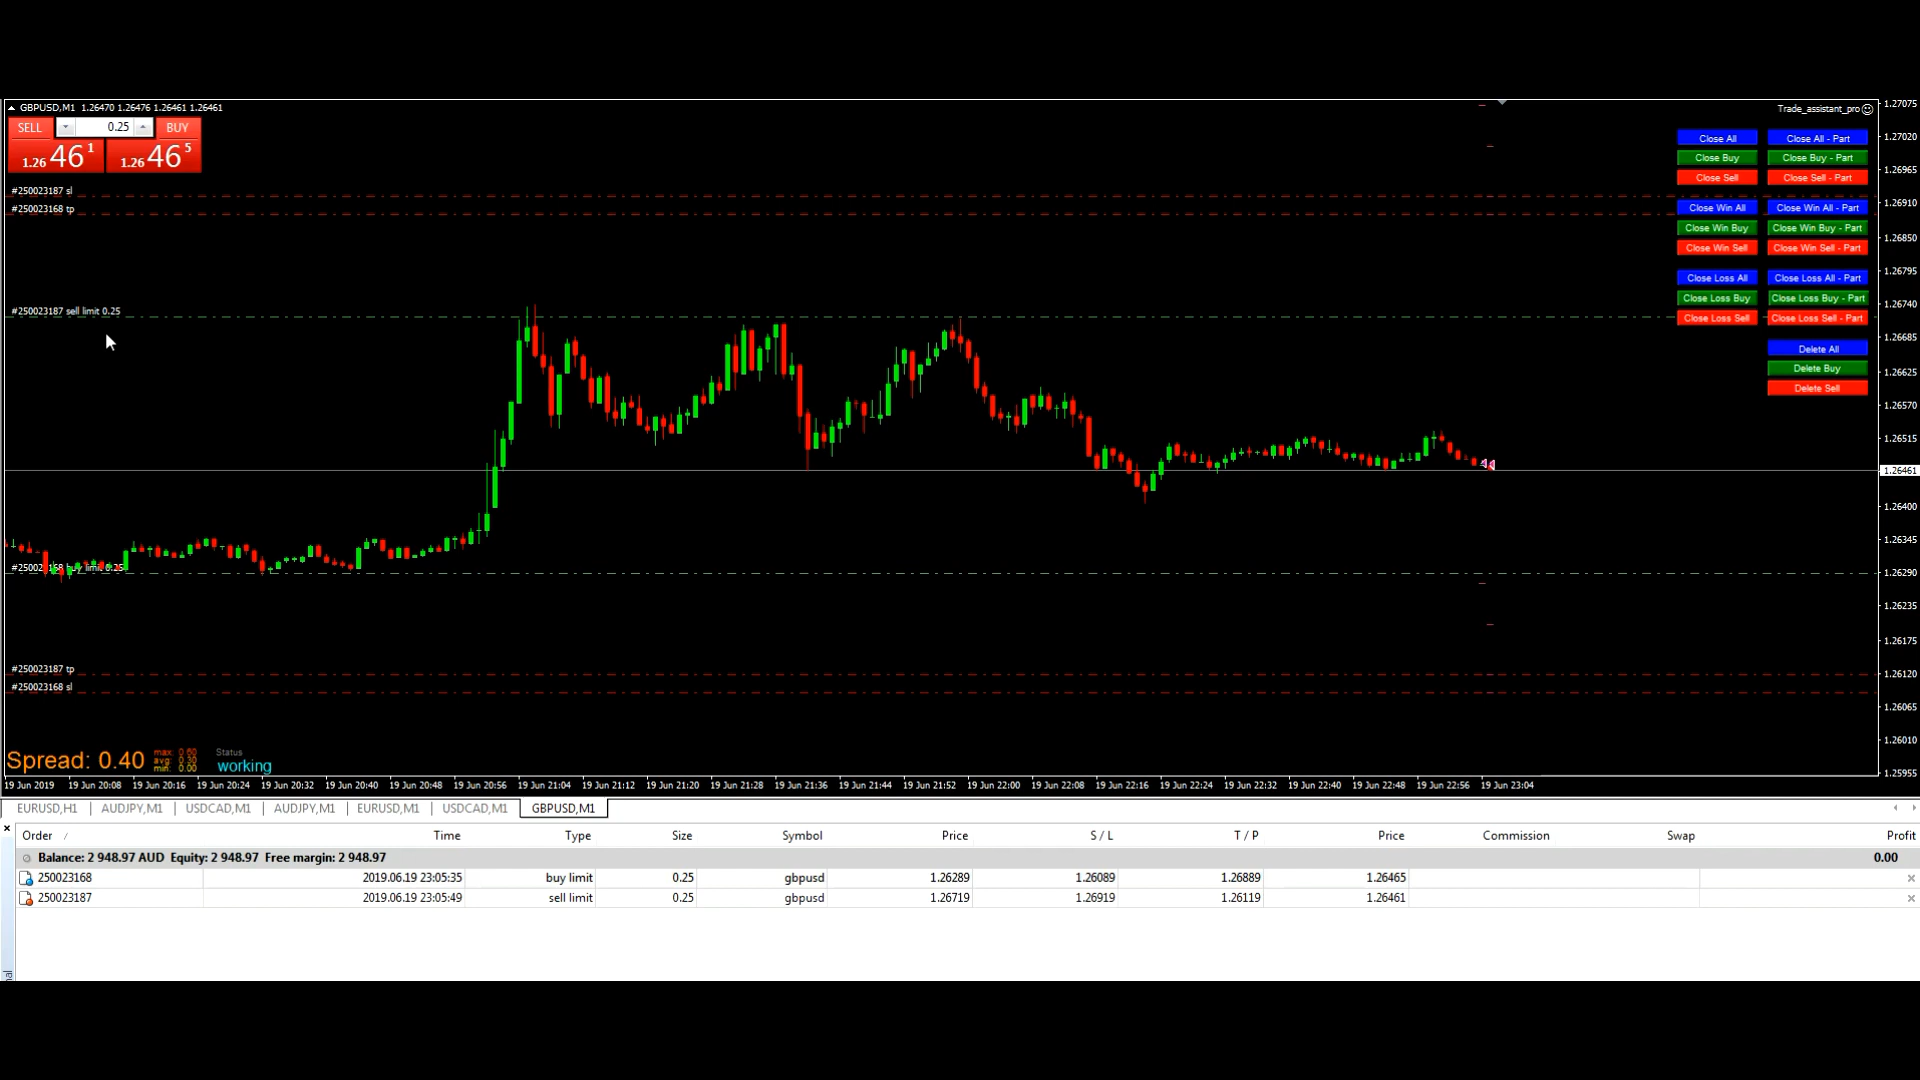 GBPUSD,M1 1.26470 1.26476 1.26461 1.26461
Trade_assistant_pro
SELL 0.25 BUY
1.26 46 1 1.26 46 5
#250023187 sl
#250023168 tp
#250023187 sell limit 0.25
#250023168 buy limit 0.25
#250023187 tp
#250023168 sl
Close All Close All - Part
Close Buy Close Buy - Part
Close Sell Close Sell - Part
Close Win All Close Win All - Part
Close Win Buy Close Win Buy - Part
Close Win Sell Close Win Sell - Part
Close Loss All Close Loss All - Part
Close Loss Buy Close Loss Buy - Part
Close Loss Sell Close Loss Sell - Part
Delete All
Delete Buy
Delete Sell
1.27075
1.27020
1.26965
1.26910
1.26850
1.26795
1.26740
1.26685
1.26625
1.26570
1.26515
1.26461
1.26400
1.26345
1.26290
1.26235
1.26175
1.26120
1.26065
1.26010
1.25955
Spread: 0.40
max: 0.60
avg: 0.30
min: 0.00
Status
working
19 Jun 2019 19 Jun 20:08 19 Jun 20:16 19 Jun 20:24 19 Jun 20:32 19 Jun 20:40 19 Jun 20:48 19 Jun 20:56 19 Jun 21:04 19 Jun 21:12 19 Jun 21:20 19 Jun 21:28 19 Jun 21:36 19 Jun 21:44 19 Jun 21:52 19 Jun 22:00 19 Jun 22:08 19 Jun 22:16 19 Jun 22:24 19 Jun 22:32 19 Jun 22:40 19 Jun 22:48 19 Jun 22:56 19 Jun 23:04
EURUSD,H1 AUDJPY,M1 USDCAD,M1 AUDJPY,M1 EURUSD,M1 USDCAD,M1 GBPUSD,M1
Order / Time Type Size Symbol Price S / L T / P Price Commission Swap Profit
Balance: 2 948.97 AUD Equity: 2 948.97 Free margin: 2 948.97 0.00
250023168 2019.06.19 23:05:35 buy limit 0.25 gbpusd 1.26289 1.26089 1.26889 1.26465
250023187 2019.06.19 23:05:49 sell limit 0.25 gbpusd 1.26719 1.26919 1.26119 1.26461